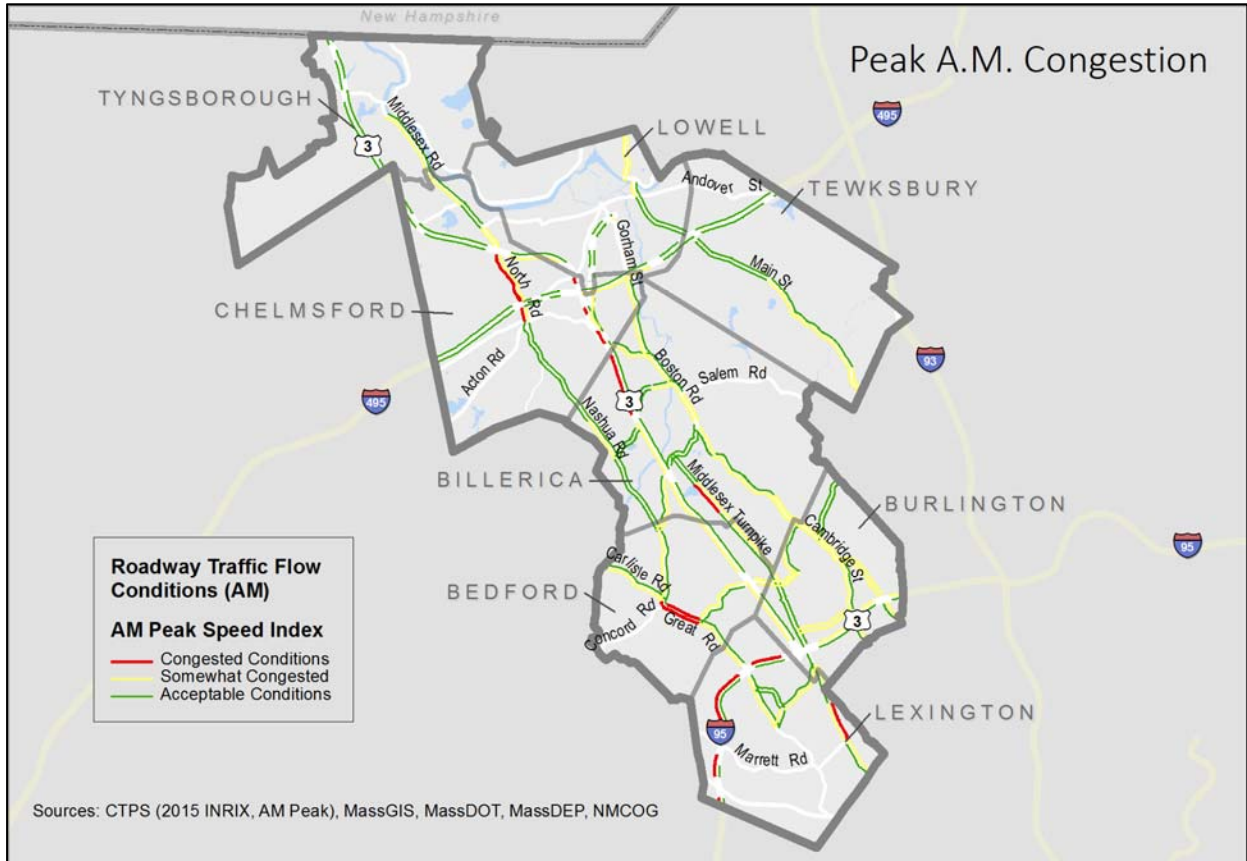 New Hampshire
Peak A.M. Congestion
495
TYNGSBOROUGH
Middlesex Rd
3
LOWELL
Andover St
TEWKSBURY
Gorham St
Main St
North Rd
CHELMSFORD
Acton Rd
495
Boston Rd
Salem Rd
93
3
Nashua Rd
BILLERICA
Middlesex Turnpike
BURLINGTON
Cambridge St
95
Roadway Traffic Flow
Conditions (AM)
AM Peak Speed Index
Congested Conditions
Somewhat Congested
Acceptable Conditions
Carlisle Rd
BEDFORD
Concord Rd
Great Rd
3
LEXINGTON
95
Marrett Rd
Sources: CTPS (2015 INRIX, AM Peak), MassGIS, MassDOT, MassDEP, NMCOG